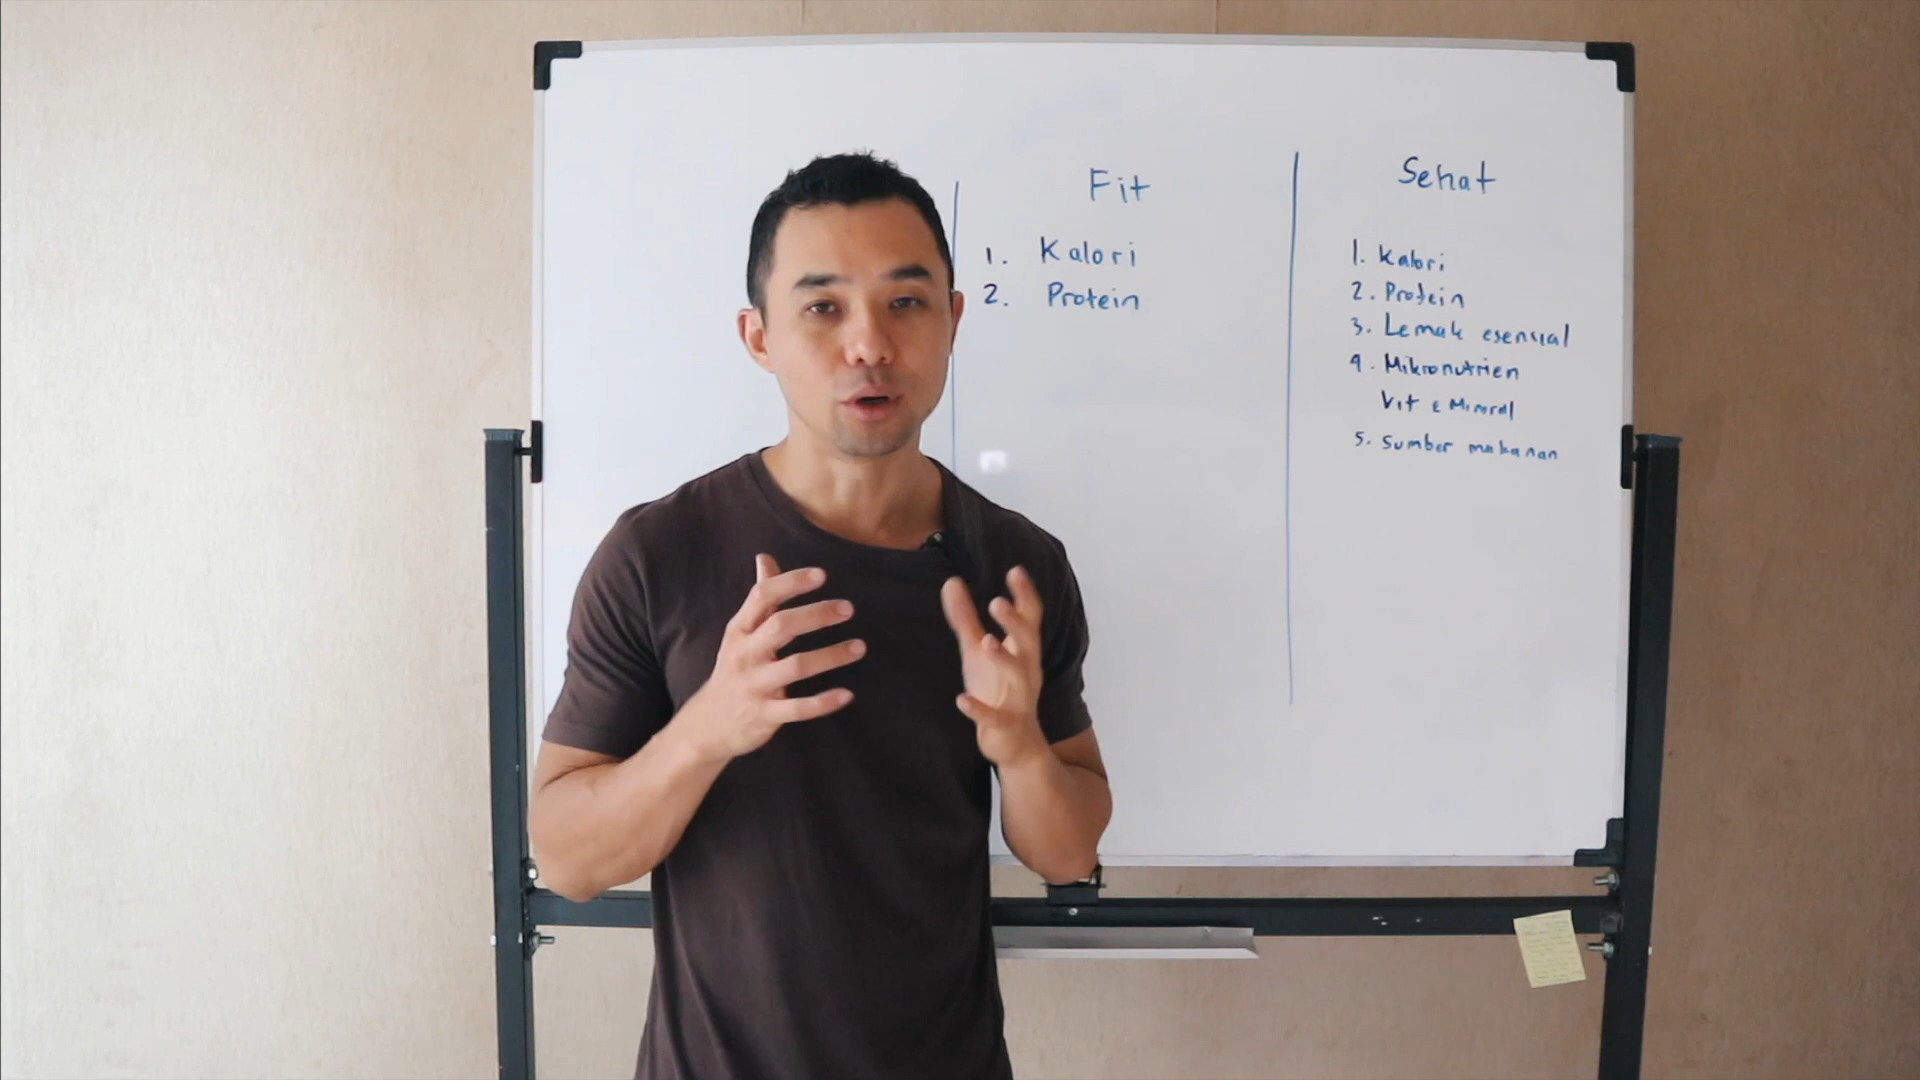 Fit
1. Kalori
2. Protein
Sehat
1. Kalori
2. Protein
3. Lemak esensial
4. Mikronutrien
Vit & Mineral
5. Sumber makanan